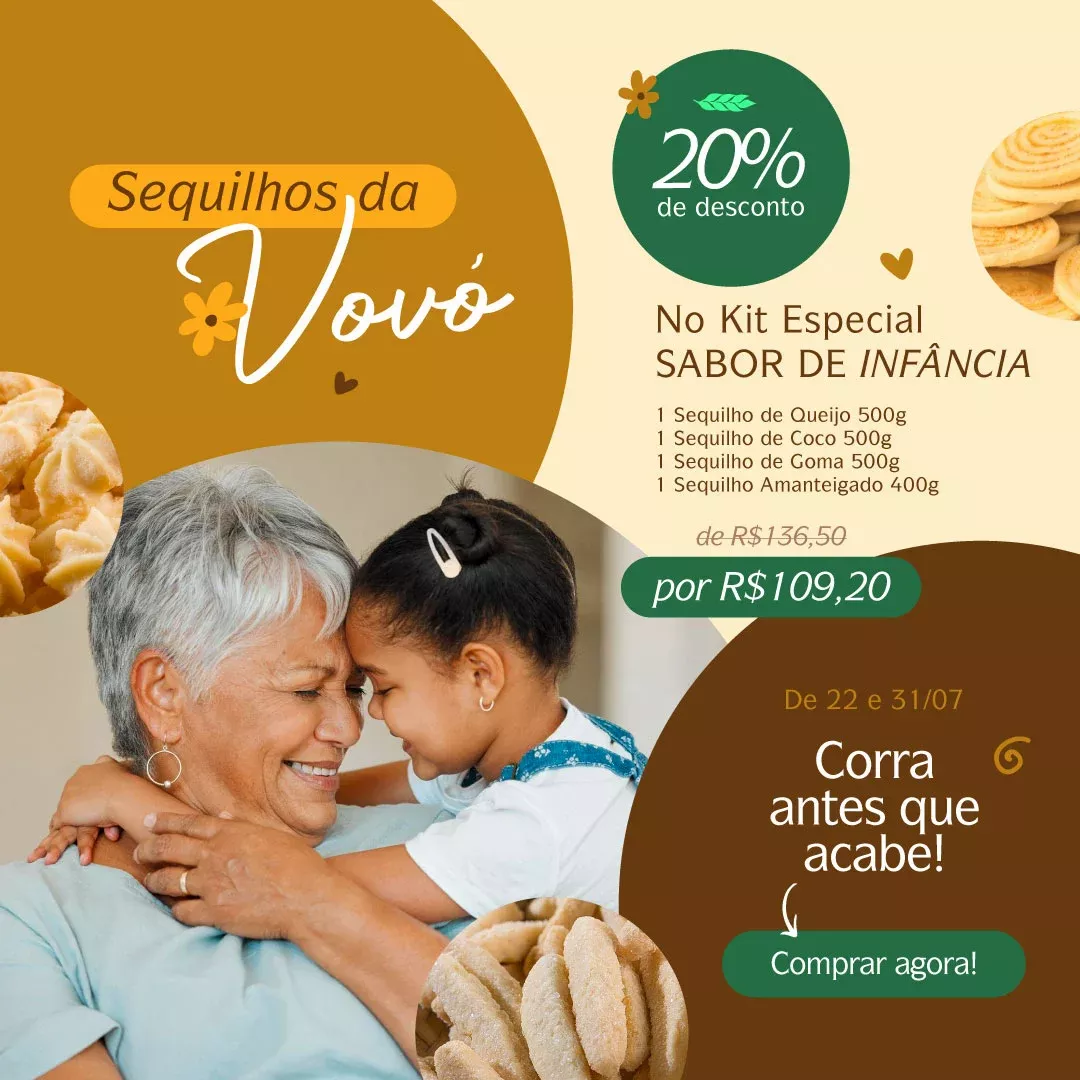 Sequilhos da
Vovó
20%
de desconto
No Kit Especial
SABOR DE INFÂNCIA
1 Sequilho de Queijo 500g
1 Sequilho de Coco 500g
1 Sequilho de Goma 500g
1 Sequilho Amanteigado 400g
de R$136,50
por R$109,20
De 22 e 31/07
Corra
antes que
acabe!
Comprar agora!